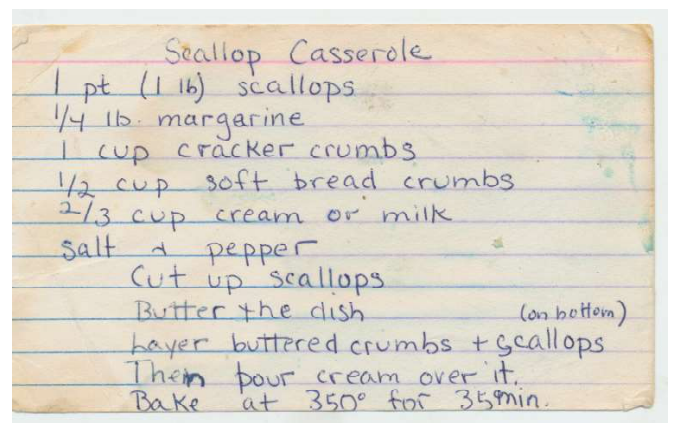 Scallop Casserole
1 pt (1 lb) scallops
1/4 lb. margarine
1 cup cracker crumbs
1/2 cup soft bread crumbs
2/3 cup cream or milk
salt & pepper
Cut up scallops
Butter the dish (on bottom)
Layer buttered crumbs + scallops
Then pour cream over it.
Bake at 350° for 35 min.